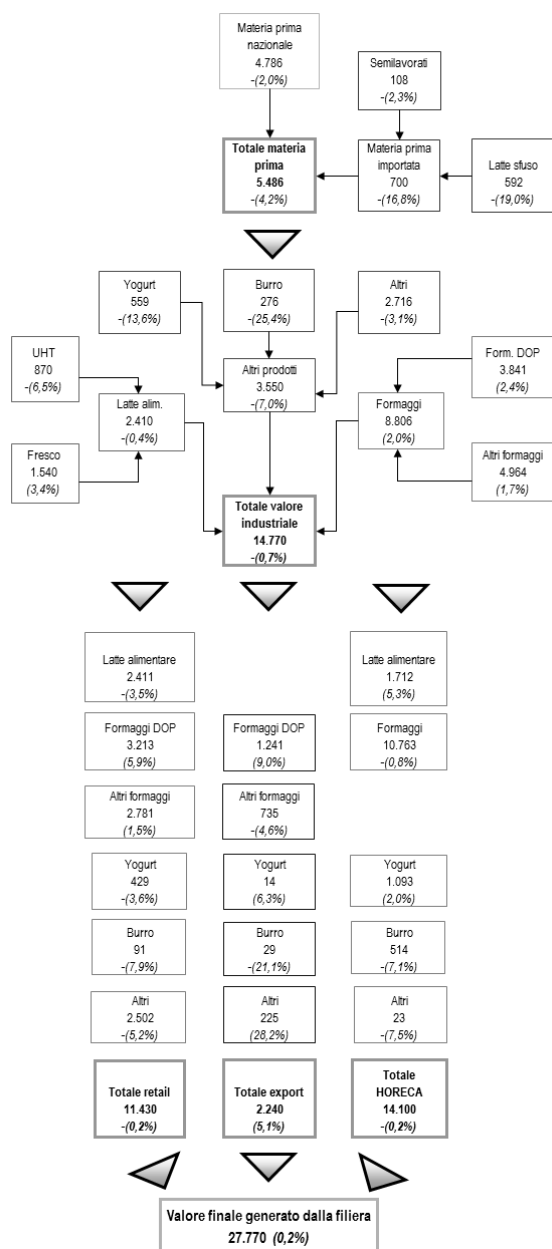 Materia prima
nazionale
4.786
-(2,0%)
Semilavorati
108
-(2,3%)
Totale materia
prima
5.486
-(4,2%)
Materia prima
importata
700
-(16,8%)
Latte sfuso
592
-(19,0%)
Yogurt
559
-(13,6%)
Burro
276
-(25,4%)
Altri
2.716
-(3,1%)
UHT
870
-(6,5%)
Latte alim.
2.410
-(0,4%)
Altri prodotti
3.550
-(7,0%)
Formaggi
8.806
(2,0%)
Form. DOP
3.841
(2,4%)
Fresco
1.540
(3,4%)
Altri formaggi
4.964
(1,7%)
Totale valore
industriale
14.770
-(0,7%)
Latte alimentare
2.411
-(3,5%)
Latte alimentare
1.712
(5,3%)
Formaggi DOP
3.213
(5,9%)
Formaggi DOP
1.241
(9,0%)
Formaggi
10.763
-(0,8%)
Altri formaggi
2.781
(1,5%)
Altri formaggi
735
-(4,6%)
Yogurt
429
-(3,6%)
Yogurt
14
(6,3%)
Yogurt
1.093
(2,0%)
Burro
91
-(7,9%)
Burro
29
-(21,1%)
Burro
514
-(7,1%)
Altri
2.502
-(5,2%)
Altri
225
(28,2%)
Altri
23
-(7,5%)
Totale retail
11.430
-(0,2%)
Totale export
2.240
(5,1%)
Totale
HORECA
14.100
-(0,2%)
Valore finale generato dalla filiera
27.770 (0,2%)